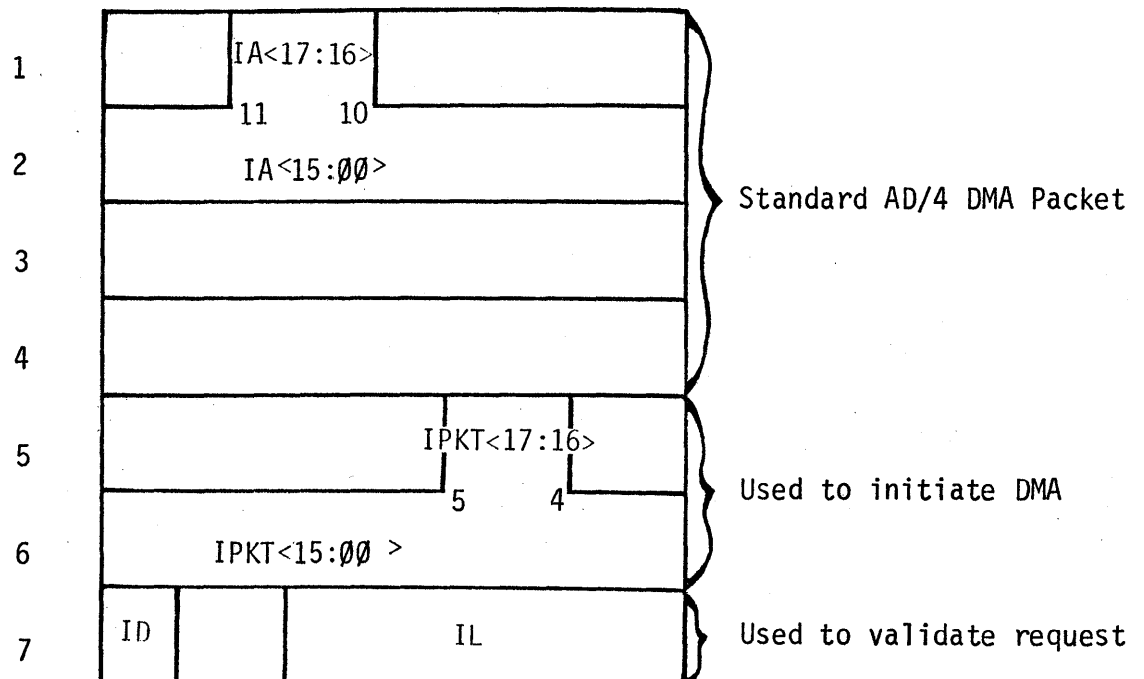 1 IA<17:16>
11 10
2 IA<15:ØØ>
Standard AD/4 DMA Packet
3
4
5 IPKT<17:16>
Used to initiate DMA
5 4
6 IPKT<15:ØØ >
7 ID IL Used to validate request